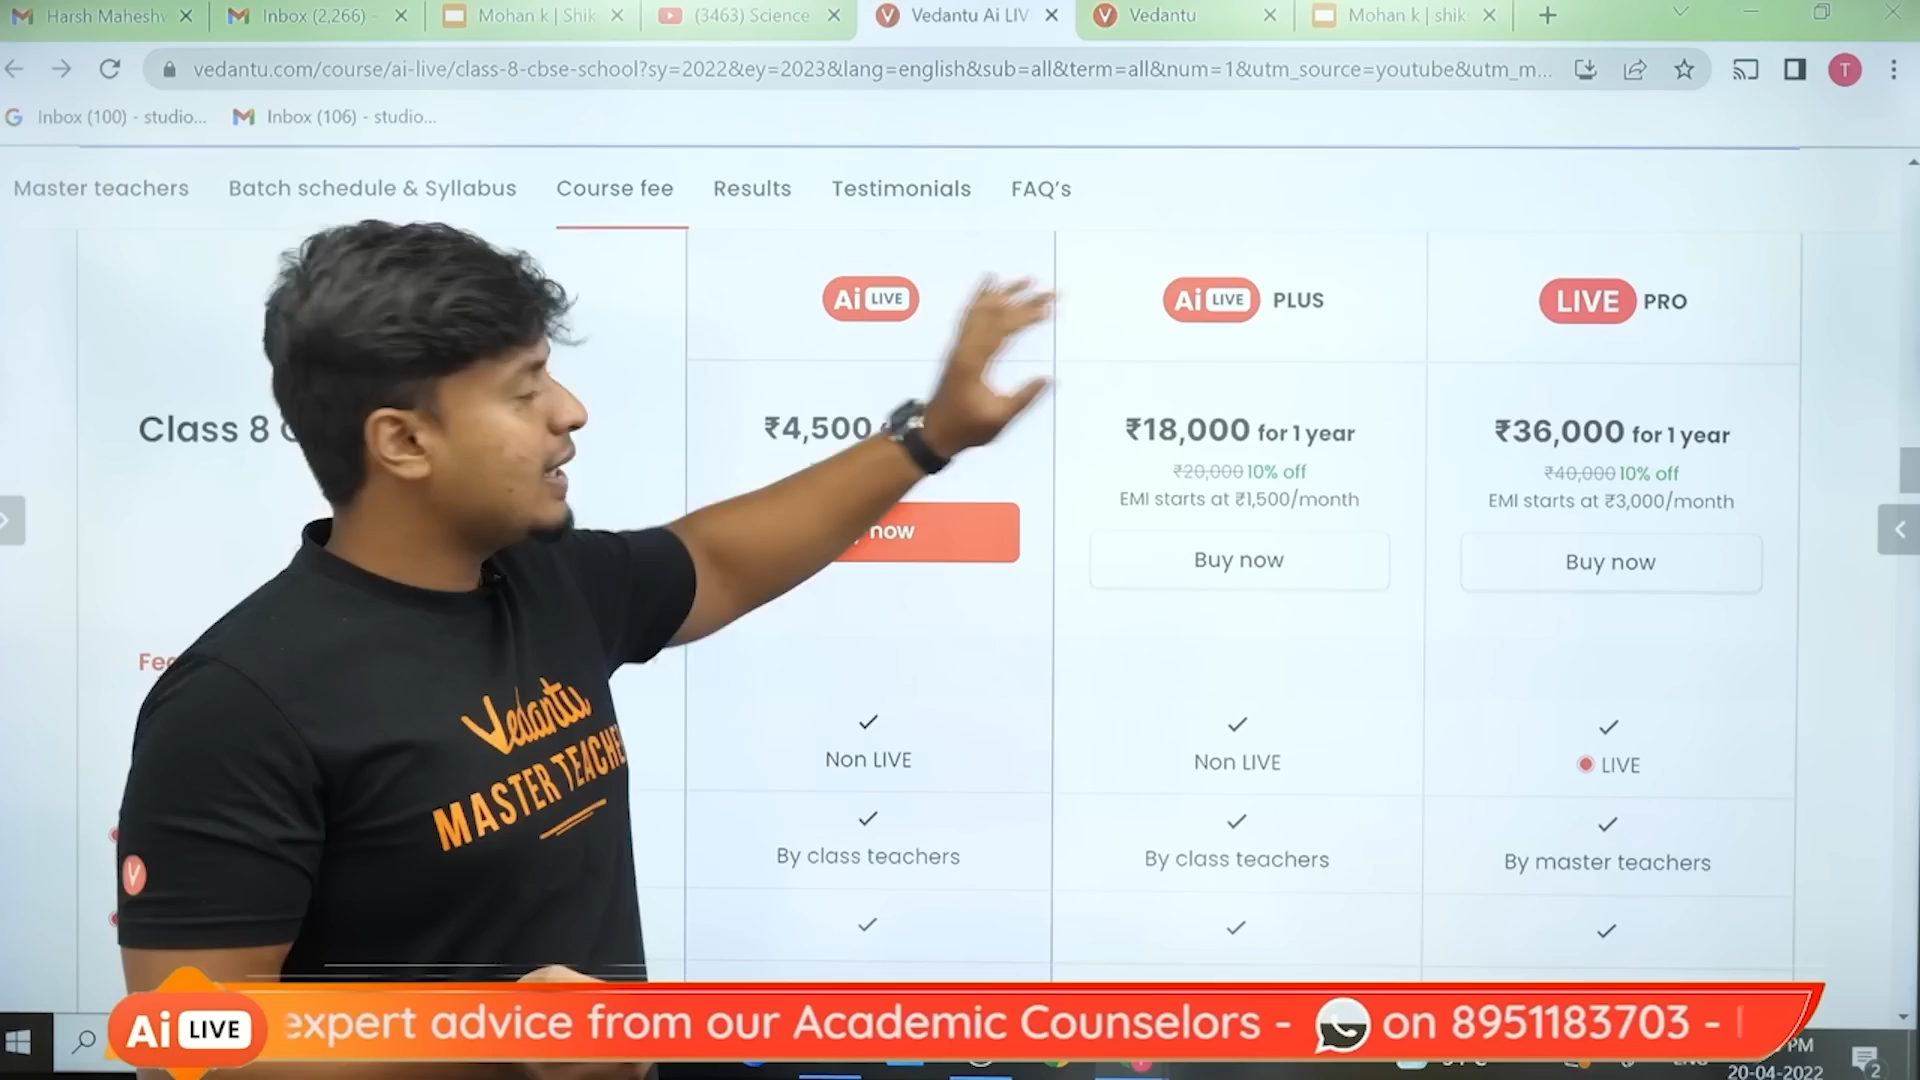 Harsh Mahesh
Inbox (2,266) -
Mohan k | Shik
(3463) Science
Vedantu Ai LIV
Vedantu
Mohan k | shik
vedantu.com/course/ai-live/class-8-cbse-school?sy=2022&ey=2023&lang=english&sub=all&term=all&num=1&utm_source=youtube&utm_m...
T
Inbox (100) - studio...
Inbox (106) - studio...
Master teachers
Batch schedule & Syllabus
Course fee
Results
Testimonials
FAQ's
Ai LIVE
Ai LIVE PLUS
LIVE PRO
Class 8
₹4,500
₹18,000 for 1 year
₹36,000 for 1 year
₹20,000 10% off
₹40,000 10% off
EMI starts at ₹1,500/month
EMI starts at ₹3,000/month
now
Buy now
Buy now
Vedantu
MASTER TEACHE
V
Non LIVE
Non LIVE
LIVE
By class teachers
By class teachers
By master teachers
Ai LIVE
expert advice from our Academic Counselors - on 8951183703 -
PM
20-04-2022
2